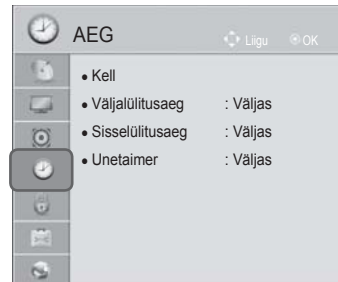 AEG
Liigu OK
• Kell
• Väljalülitusaeg : Väljas
• Sisselülitusaeg : Väljas
• Unetaimer : Väljas